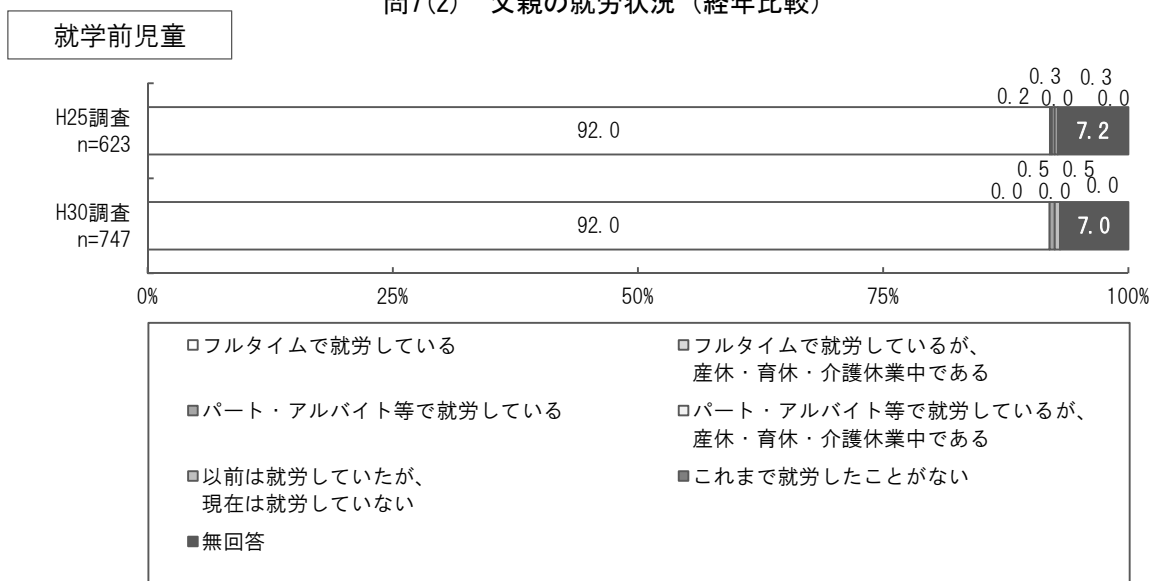 問7(2) 父親の就労状況（経年比較）
就学前児童
0.3 0.3
0.2 0.0 0.0
H25調査
n=623
92.0 7.2
0.5 0.5
0.0 0.0 0.0
H30調査
n=747
92.0 7.0
0% 25% 50% 75% 100%
フルタイムで就労している
フルタイムで就労しているが、
産休・育休・介護休業中である
パート・アルバイト等で就労している
パート・アルバイト等で就労しているが、
産休・育休・介護休業中である
以前は就労していたが、
現在は就労していない
これまで就労したことがない
無回答